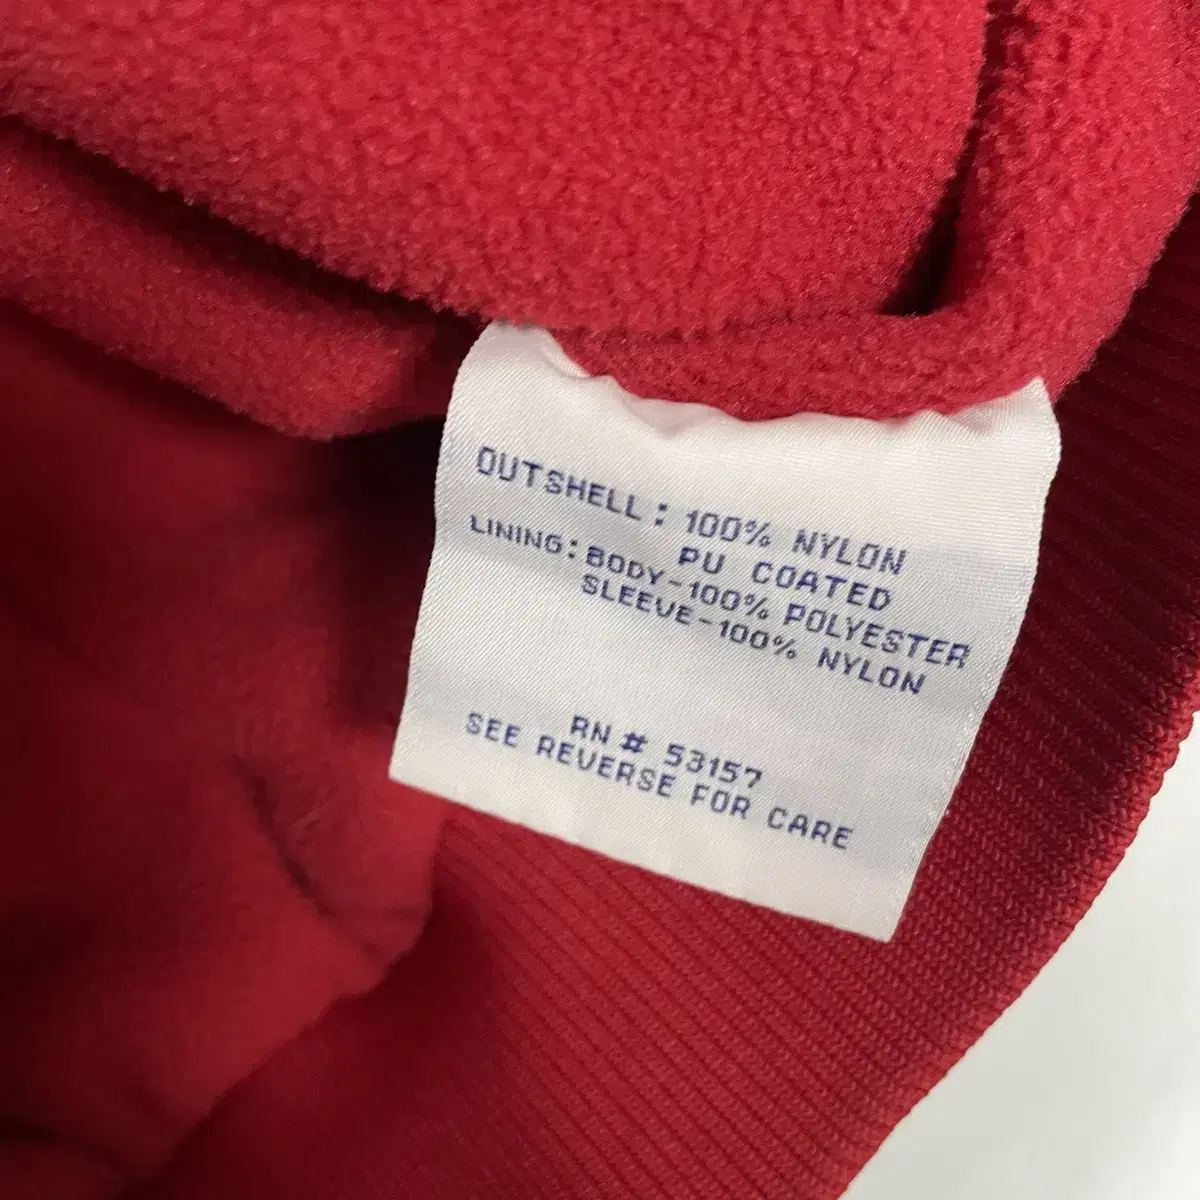 OUTSHELL: 100% NYLON
PU COATED
LINING: BODY-100% POLYESTER
SLEEVE-100% NYLON
RN # 53157
SEE REVERSE FOR CARE